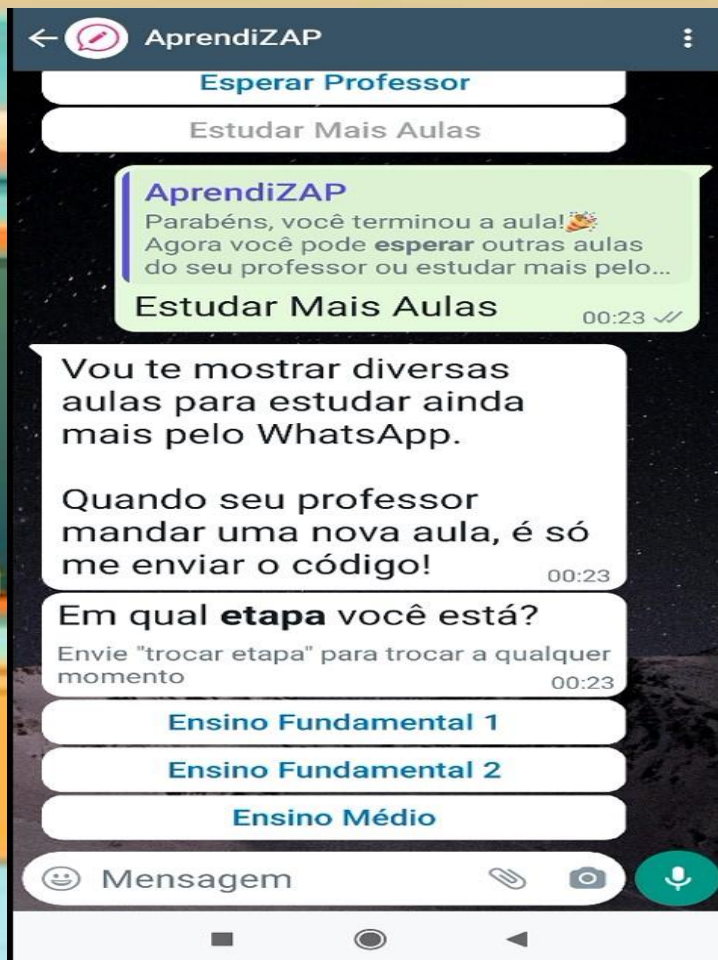 AprendiZAP
Esperar Professor
Estudar Mais Aulas
AprendiZAP
Parabéns, você terminou a aula!🎉
Agora você pode esperar outras aulas
do seu professor ou estudar mais pelo...
Estudar Mais Aulas
00:23
Vou te mostrar diversas
aulas para estudar ainda
mais pelo WhatsApp.
Quando seu professor
mandar uma nova aula, é só
me enviar o código!
00:23
Em qual etapa você está?
Envie "trocar etapa" para trocar a qualquer
momento
00:23
Ensino Fundamental 1
Ensino Fundamental 2
Ensino Médio
Mensagem